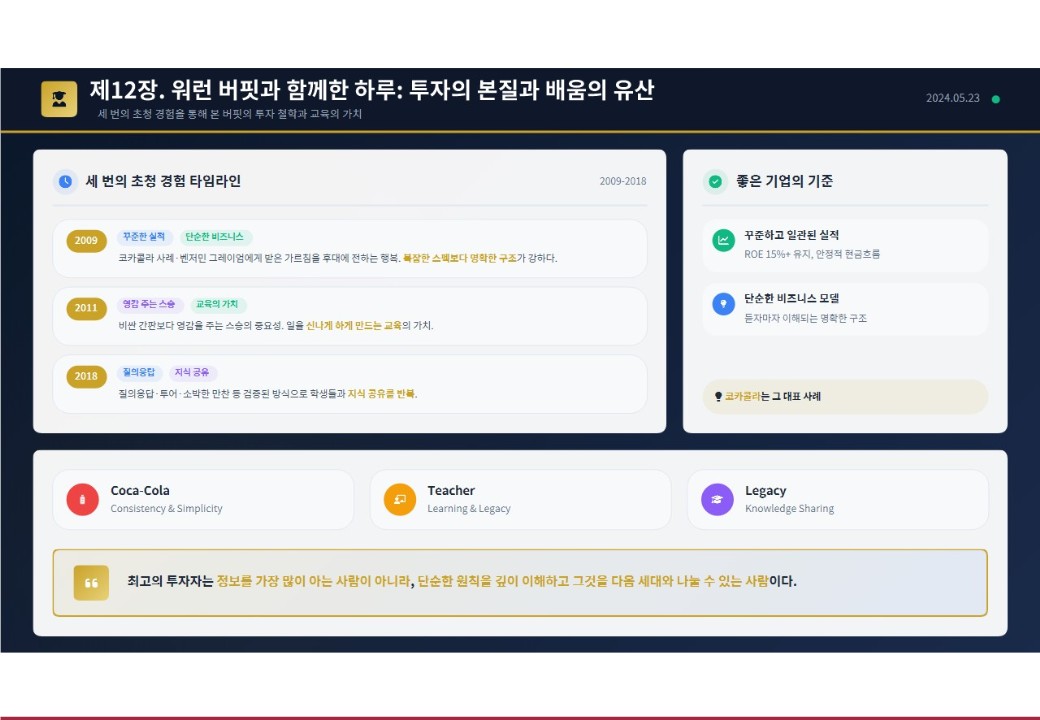 제12장. 워런 버핏과 함께한 하루: 투자의 본질과 배움의 유산
세 번의 초청 경험을 통해 본 버핏의 투자 철학과 교육의 가치
2024.05.23
세 번의 초청 경험 타임라인
2009-2018
2009
꾸준한 실적
단순한 비즈니스
코카콜라 사례·벤저민 그레이엄에게 받은 가르침을 후대에 전하는 행복. 복잡한 스펙보다 명확한 구조가 강하다.
2011
영감 주는 스승
교육의 가치
비싼 간판보다 영감을 주는 스승의 중요성. 일을 신나게 하게 만드는 교육의 가치.
2018
질의응답
지식 공유
질의응답·투어·소박한 만찬 등 검증된 방식으로 학생들과 지식 공유를 반복.
좋은 기업의 기준
꾸준하고 일관된 실적
ROE 15%+ 유지, 안정적 현금흐름
단순한 비즈니스 모델
듣자마자 이해되는 명확한 구조
코카콜라는 그 대표 사례
Coca-Cola
Consistency & Simplicity
Teacher
Learning & Legacy
Legacy
Knowledge Sharing
최고의 투자자는 정보를 가장 많이 아는 사람이 아니라, 단순한 원칙을 깊이 이해하고 그것을 다음 세대와 나눌 수 있는 사람이다.